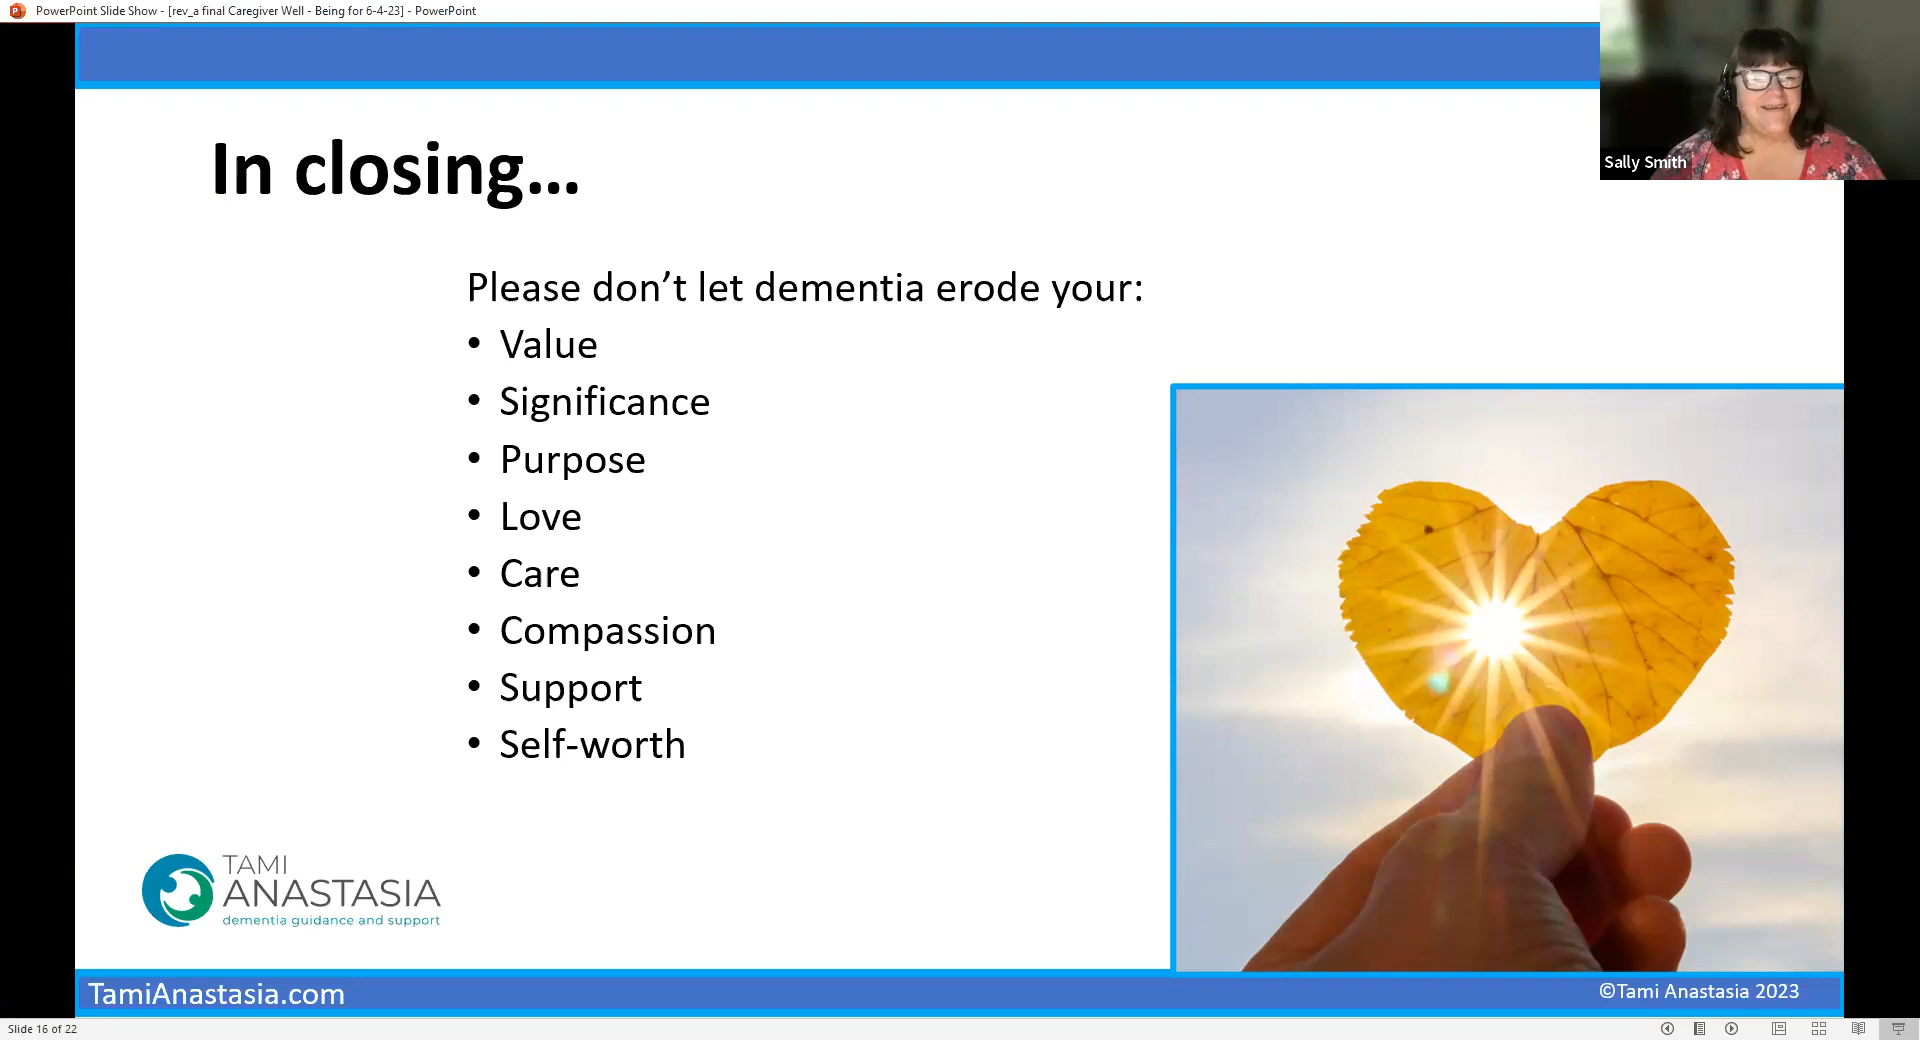 PowerPoint Slide Show - [rev_a final Caregiver Well - Being for 6-4-23] - PowerPoint
Sally Smith
In closing...
Please don’t let dementia erode your:
• Value
• Significance
• Purpose
• Love
• Care
• Compassion
• Support
• Self-worth
TAMI
ANASTASIA
dementia guidance and support
TamiAnastasia.com
©Tami Anastasia 2023
Slide 16 of 22